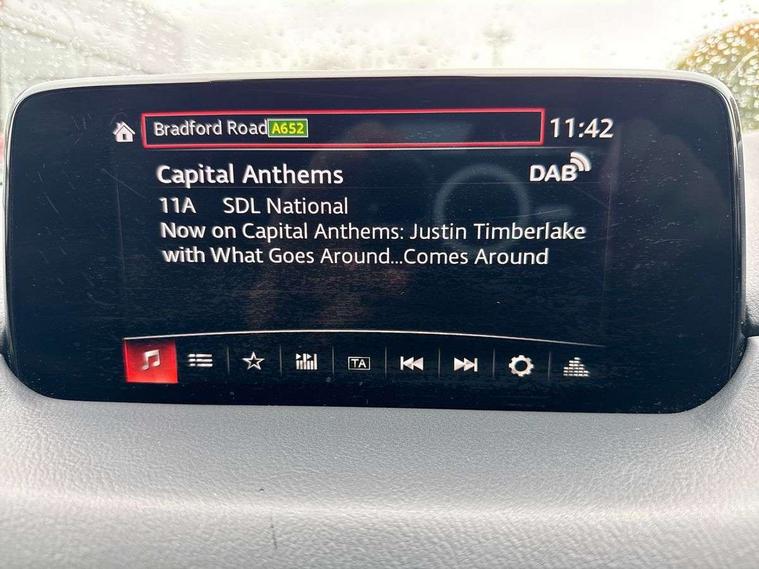 Bradford Road A652 11:42
Capital Anthems DAB
11A SDL National
Now on Capital Anthems: Justin Timberlake
with What Goes Around...Comes Around
TA